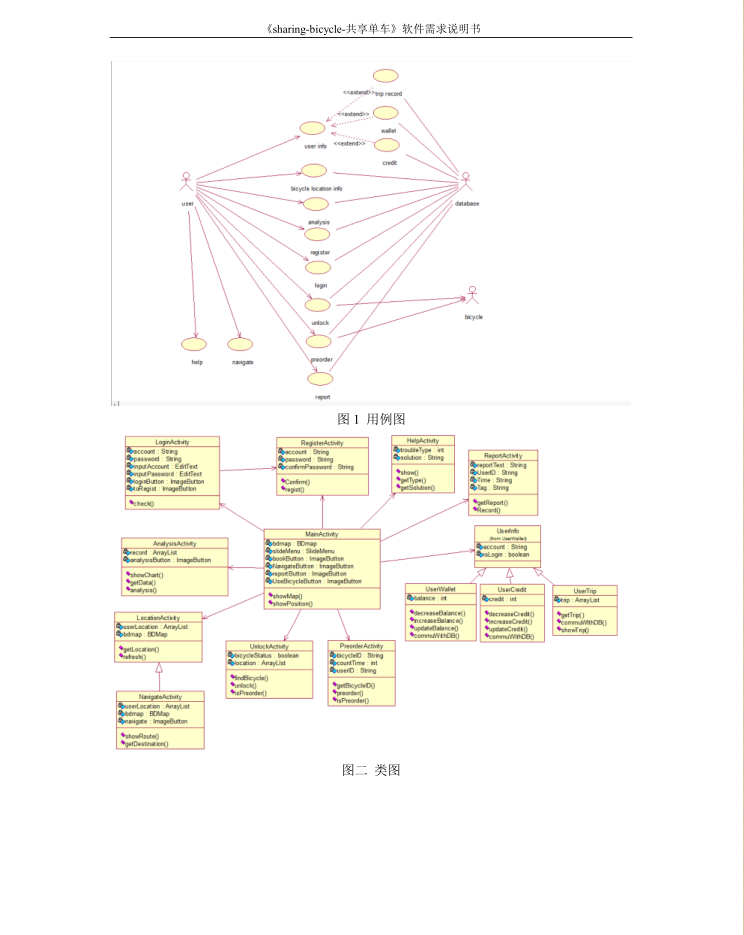 《sharing-bicycle-共享单车》软件需求说明书
<<extend>>
trip record
<<extend>>
wallet
user info
<<extend>>
credit
bicycle location info
user
database
analysis
register
login
bicycle
unlock
help
navigate
preorder
report
图 1 用例图
LoginActivity
account : String
password : String
inputAccount : EditText
inputPassword : EditText
loginButton : ImageButton
toRegist : ImageButton
check()
RegisterActivity
account : String
password : String
confirmPassword : String
Confirm()
regist()
HelpActivity
troubleType : int
solution : String
show()
getType()
getSolution()
ReportActivity
reportText : String
UserID : String
Time : String
Tag : String
getReport()
Record()
AnalysisActivity
record : ArrayList
analysisButton : ImageButton
showChart()
getData()
analysis()
MainActivity
bdmap : BDmap
slideMenu : SlideMenu
bookButton : ImageButton
NavigateButton : ImageButton
reportButton : ImageButton
UseBicycleButton : ImageButton
showMap()
showPosition()
UserInfo
(from UserWallet)
account : String
isLogin : boolean
UserWallet
balance : int
decreaseBalance()
increaseBalance()
updateBalance()
commuWithDB()
UserCredit
credit : int
decreaseCredit()
increaseCredit()
updateCredit()
commuWithDB()
UserTrip
trip : ArrayList
getTrip()
commuWithDB()
showTrip()
LocationActivity
userLocation : ArrayList
bdmap : BDMap
getLocation()
refresh()
UnlockActivity
bicycleStatus : boolean
location : ArrayList
findBicycle()
unlock()
isPreorder()
PreorderActivity
bicycleID : String
countTime : int
userID : String
getBicycleID()
preorder()
isPreorder()
NavigateActivity
userLocation : ArrayList
bdmap : BDMap
navigate : ImageButton
showRoute()
getDestination()
图二 类图